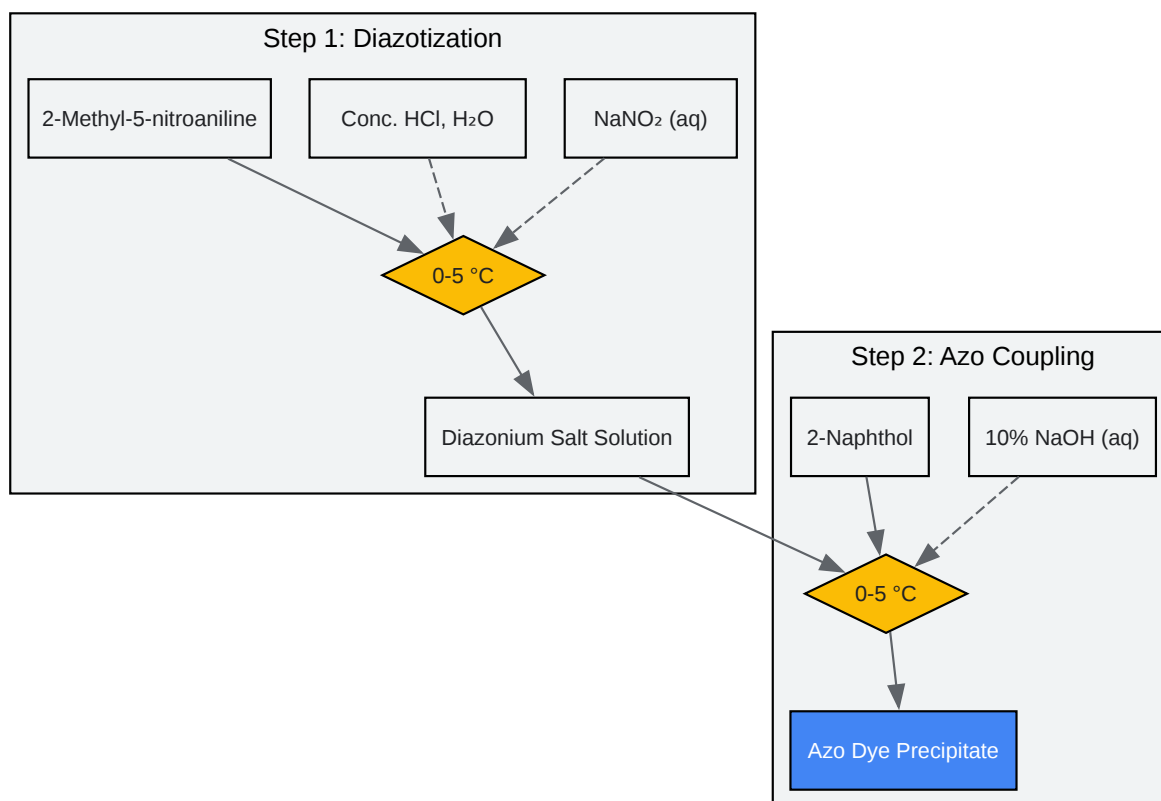 Step 1: Diazotization
2-Methyl-5-nitroaniline
Conc. HCl, H₂O
NaNO₂ (aq)
0-5 °C
Diazonium Salt Solution
Step 2: Azo Coupling
2-Naphthol
10% NaOH (aq)
0-5 °C
Azo Dye Precipitate